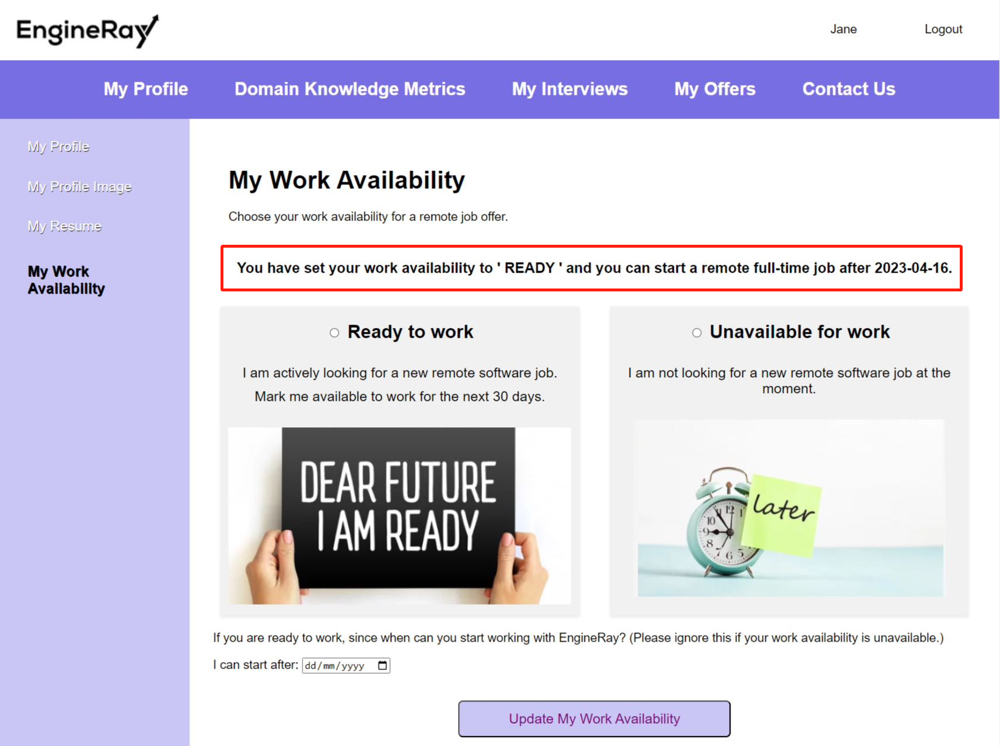 EngineRay
Jane
Logout
My Profile
Domain Knowledge Metrics
My Interviews
My Offers
Contact Us
My Profile
My Profile Image
My Resume
My Work
Availability
My Work Availability
Choose your work availability for a remote job offer.
You have set your work availability to ' READY ' and you can start a remote full-time job after 2023-04-16.
Ready to work
I am actively looking for a new remote software job.
Mark me available to work for the next 30 days.
DEAR FUTURE
I AM READY
Unavailable for work
I am not looking for a new remote software job at the
moment.
later
11 12 1
10
9
8
7 6 5
If you are ready to work, since when can you start working with EngineRay? (Please ignore this if your work availability is unavailable.)
I can start after: dd/mm/yyyy
Update My Work Availability